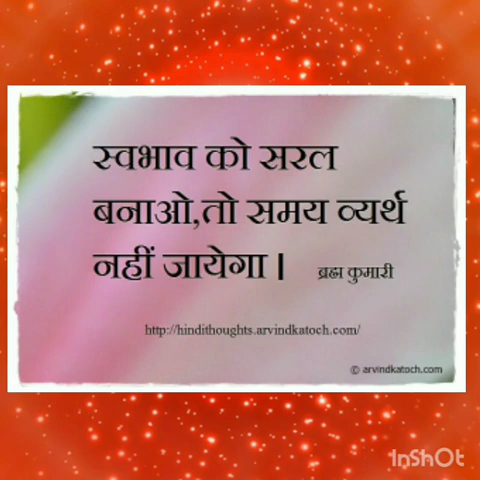 स्वभाव को सरल
बनाओ,तो समय व्यर्थ
नहीं जायेगा। ब्रह्म कुमारी
http://hindithoughts.arvindkatoch.com/
© arvindkatoch.com
InShOt